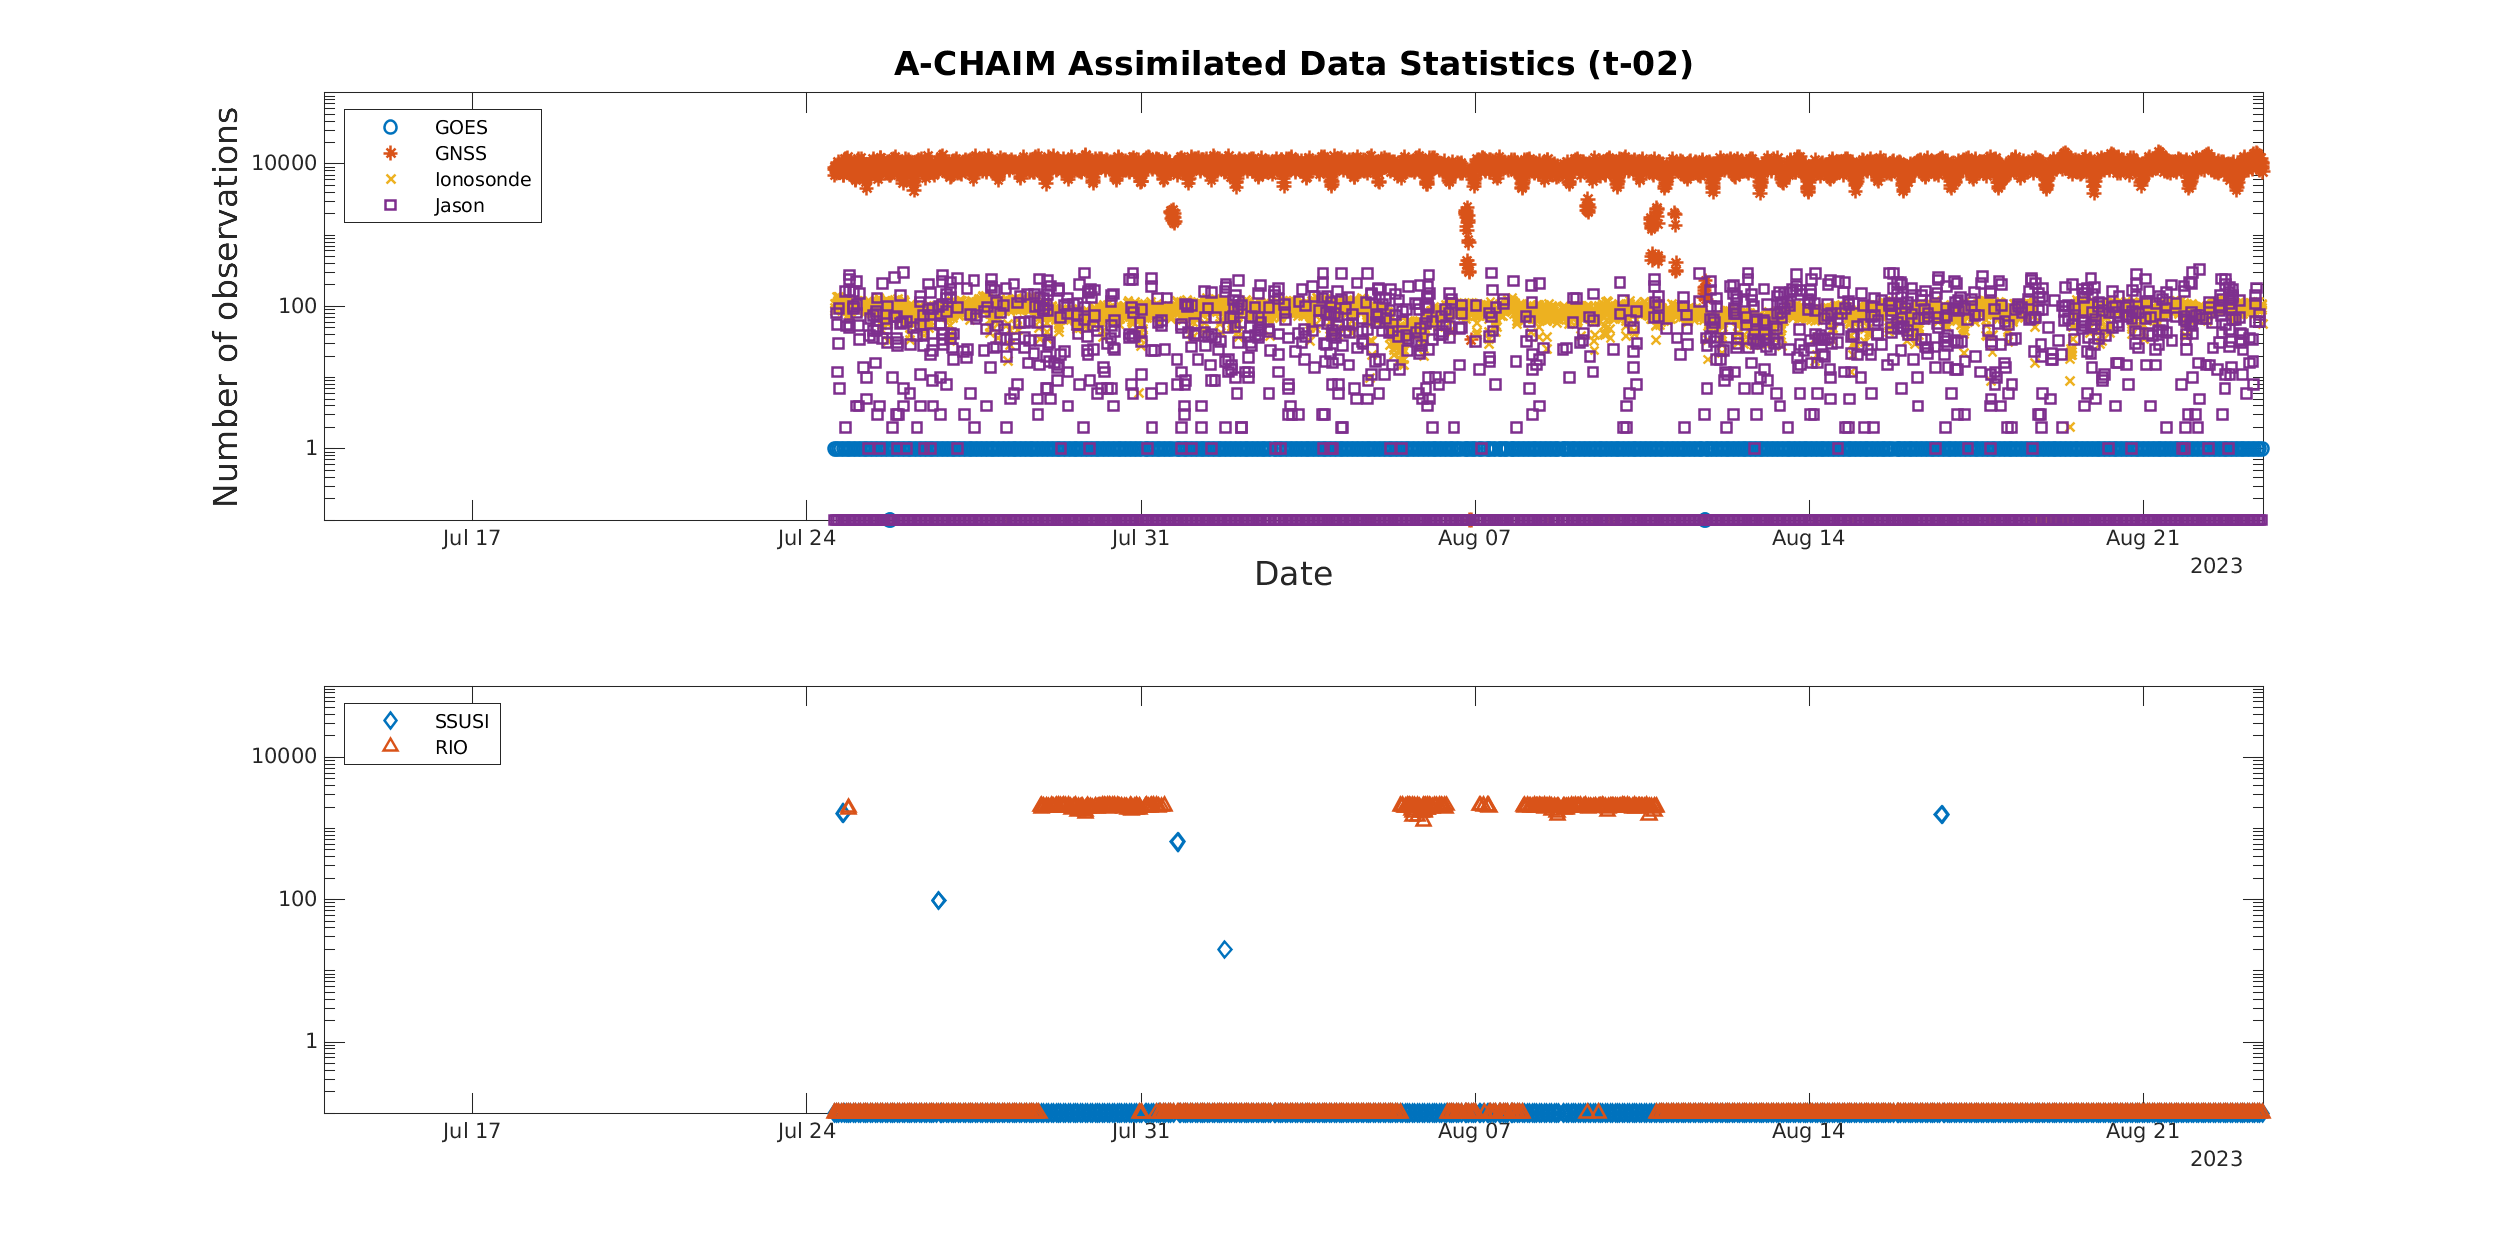 A-CHAIM Assimilated Data Statistics (t-02)
Number of observations
GOES
GNSS
Ionosonde
Jason
10000
100
1
Jul 17 Jul 24 Jul 31 Aug 07 Aug 14 Aug 21
2023
Date
SSUSI
RIO
10000
100
1
Jul 17 Jul 24 Jul 31 Aug 07 Aug 14 Aug 21
2023